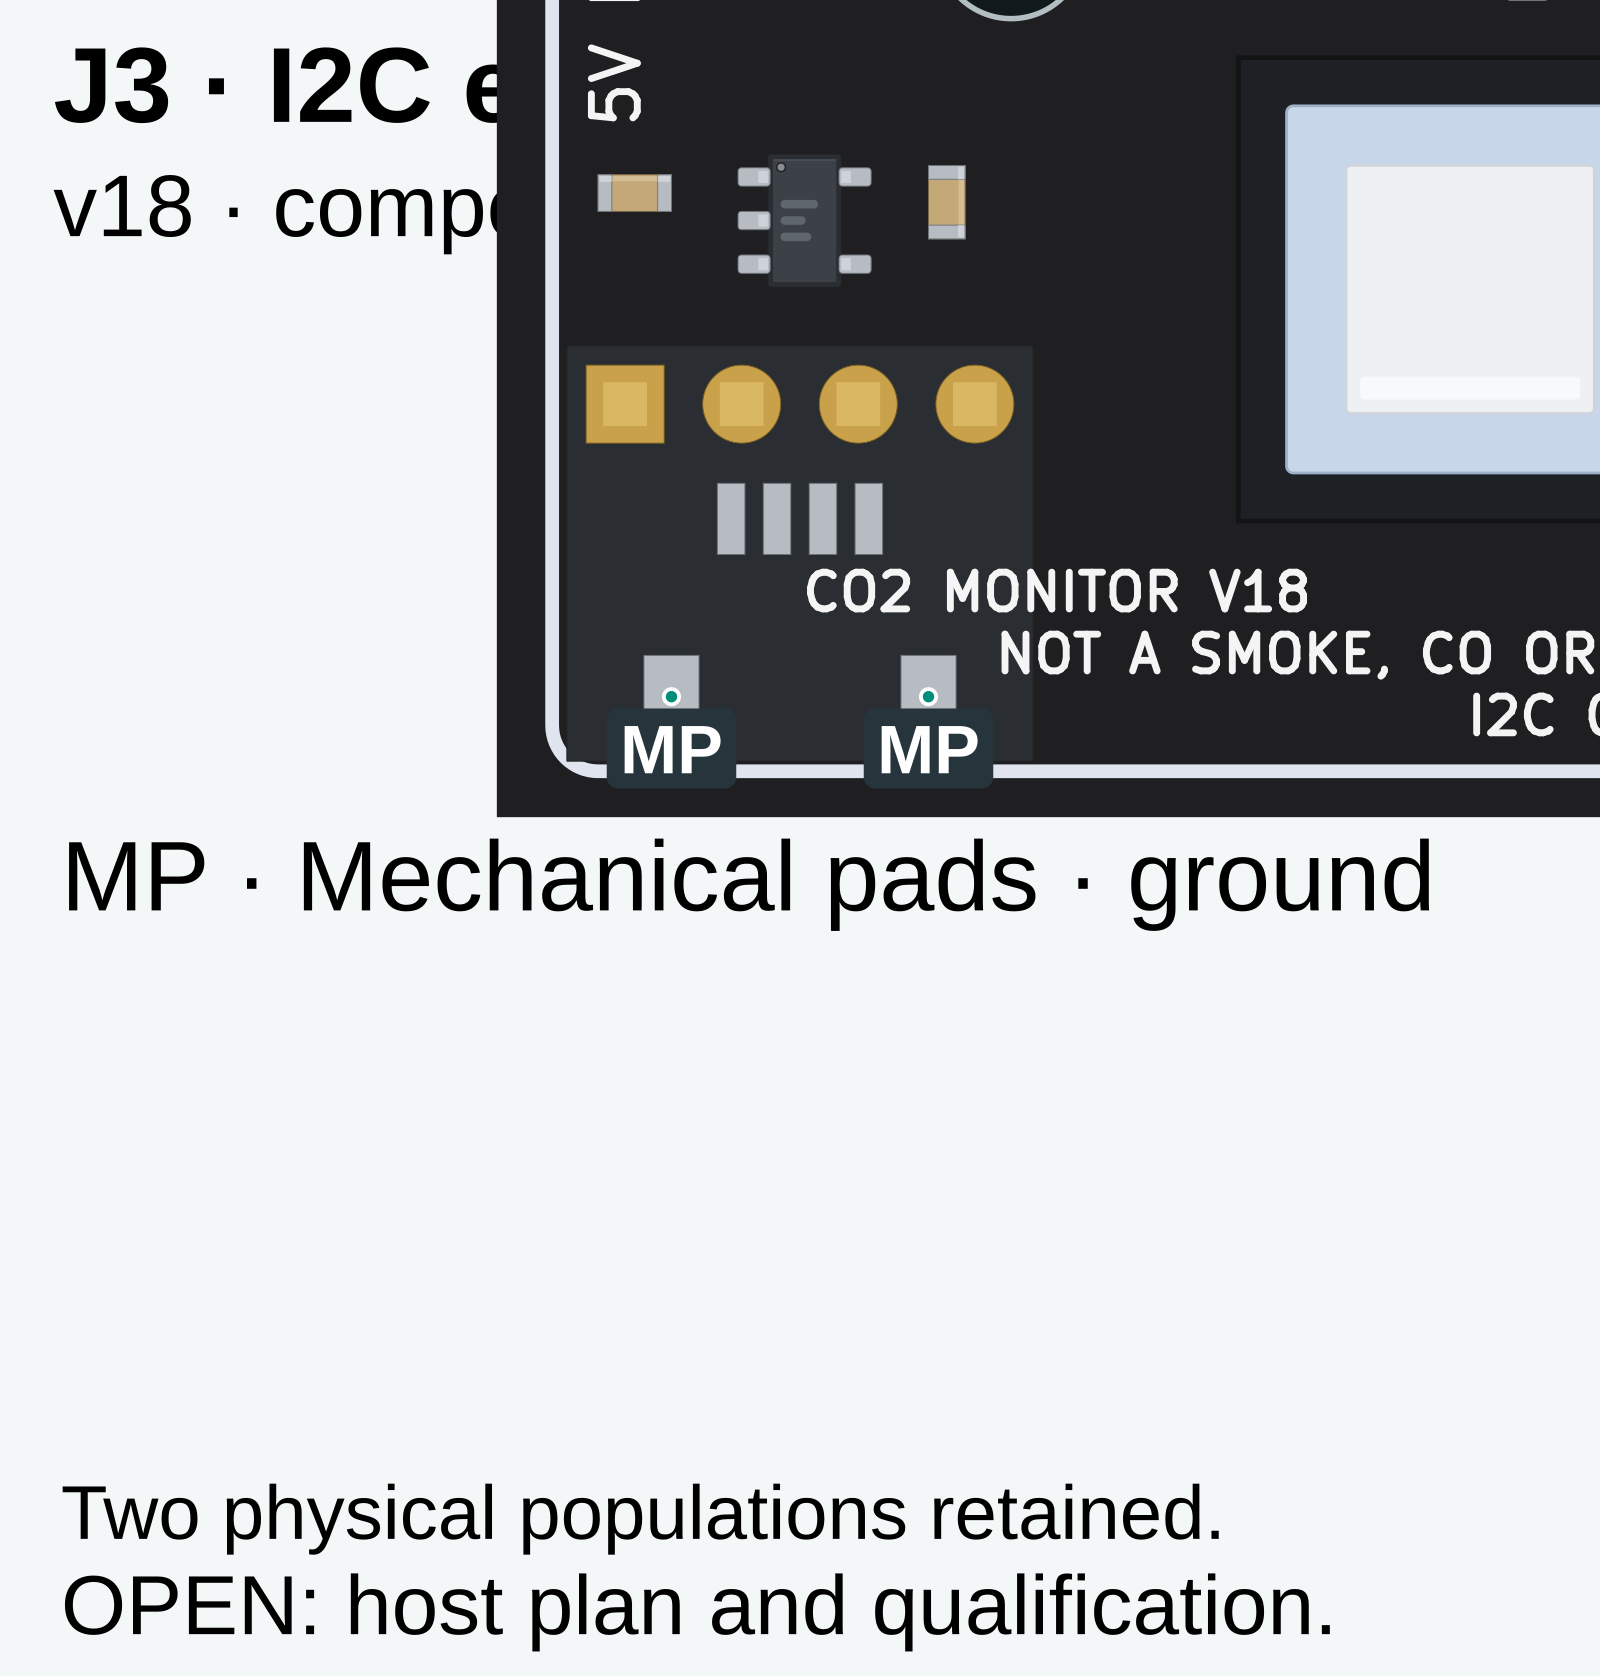 J3 · I2C
v18 ·
5V
CO2 MONITOR V18
NOT A SMOKE, CO OR
I2C
MP MP
MP · Mechanical pads · ground
Two physical populations retained.
OPEN: host plan and qualification.